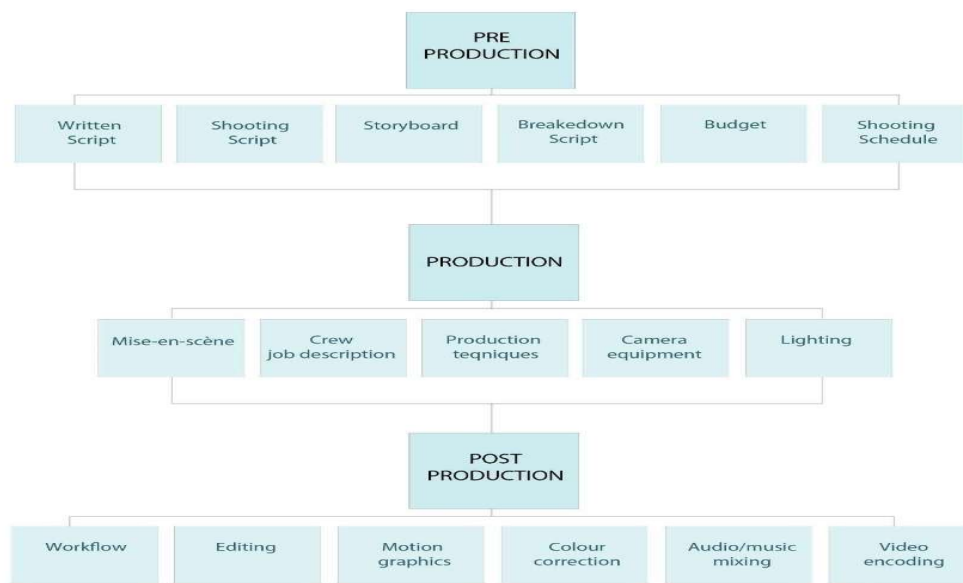 PRE
PRODUCTION
Written
Script
Shooting
Script
Storyboard
Breakedown
Script
Budget
Shooting
Schedule
PRODUCTION
Mise-en-scène
Crew
job description
Production
teqniques
Camera
equipment
Lighting
POST
PRODUCTION
Workflow
Editing
Motion
graphics
Colour
correction
Audio/music
mixing
Video
encoding